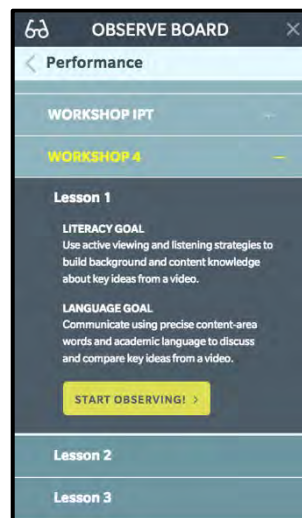 OBSERVE BOARD ×
< Performance
WORKSHOP IPT +
WORKSHOP 4 –
Lesson 1
LITERACY GOAL
Use active viewing and listening strategies to
build background and content knowledge
about key ideas from a video.
LANGUAGE GOAL
Communicate using precise content-area
words and academic language to discuss
and compare key ideas from a video.
START OBSERVING! >
Lesson 2
Lesson 3